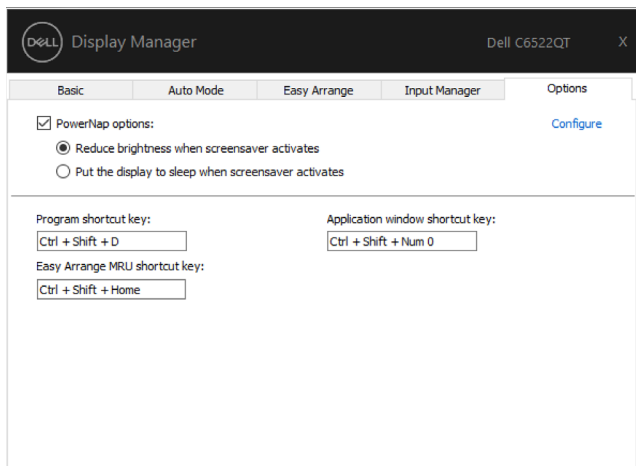 DELL Display Manager Dell C6522QT X
Basic Auto Mode Easy Arrange Input Manager Options
PowerNap options: Configure
Reduce brightness when screensaver activates
Put the display to sleep when screensaver activates
Program shortcut key: Application window shortcut key:
Ctrl + Shift + D Ctrl + Shift + Num 0
Easy Arrange MRU shortcut key:
Ctrl + Shift + Home